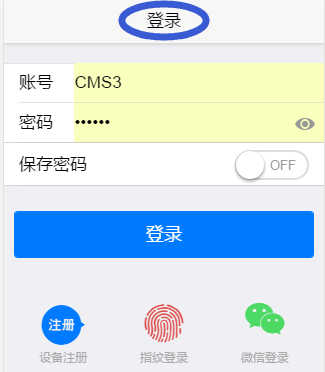 登录
账号 CMS3
密码 ••••••
保存密码 OFF
登录
注册
设备注册 指纹登录 微信登录